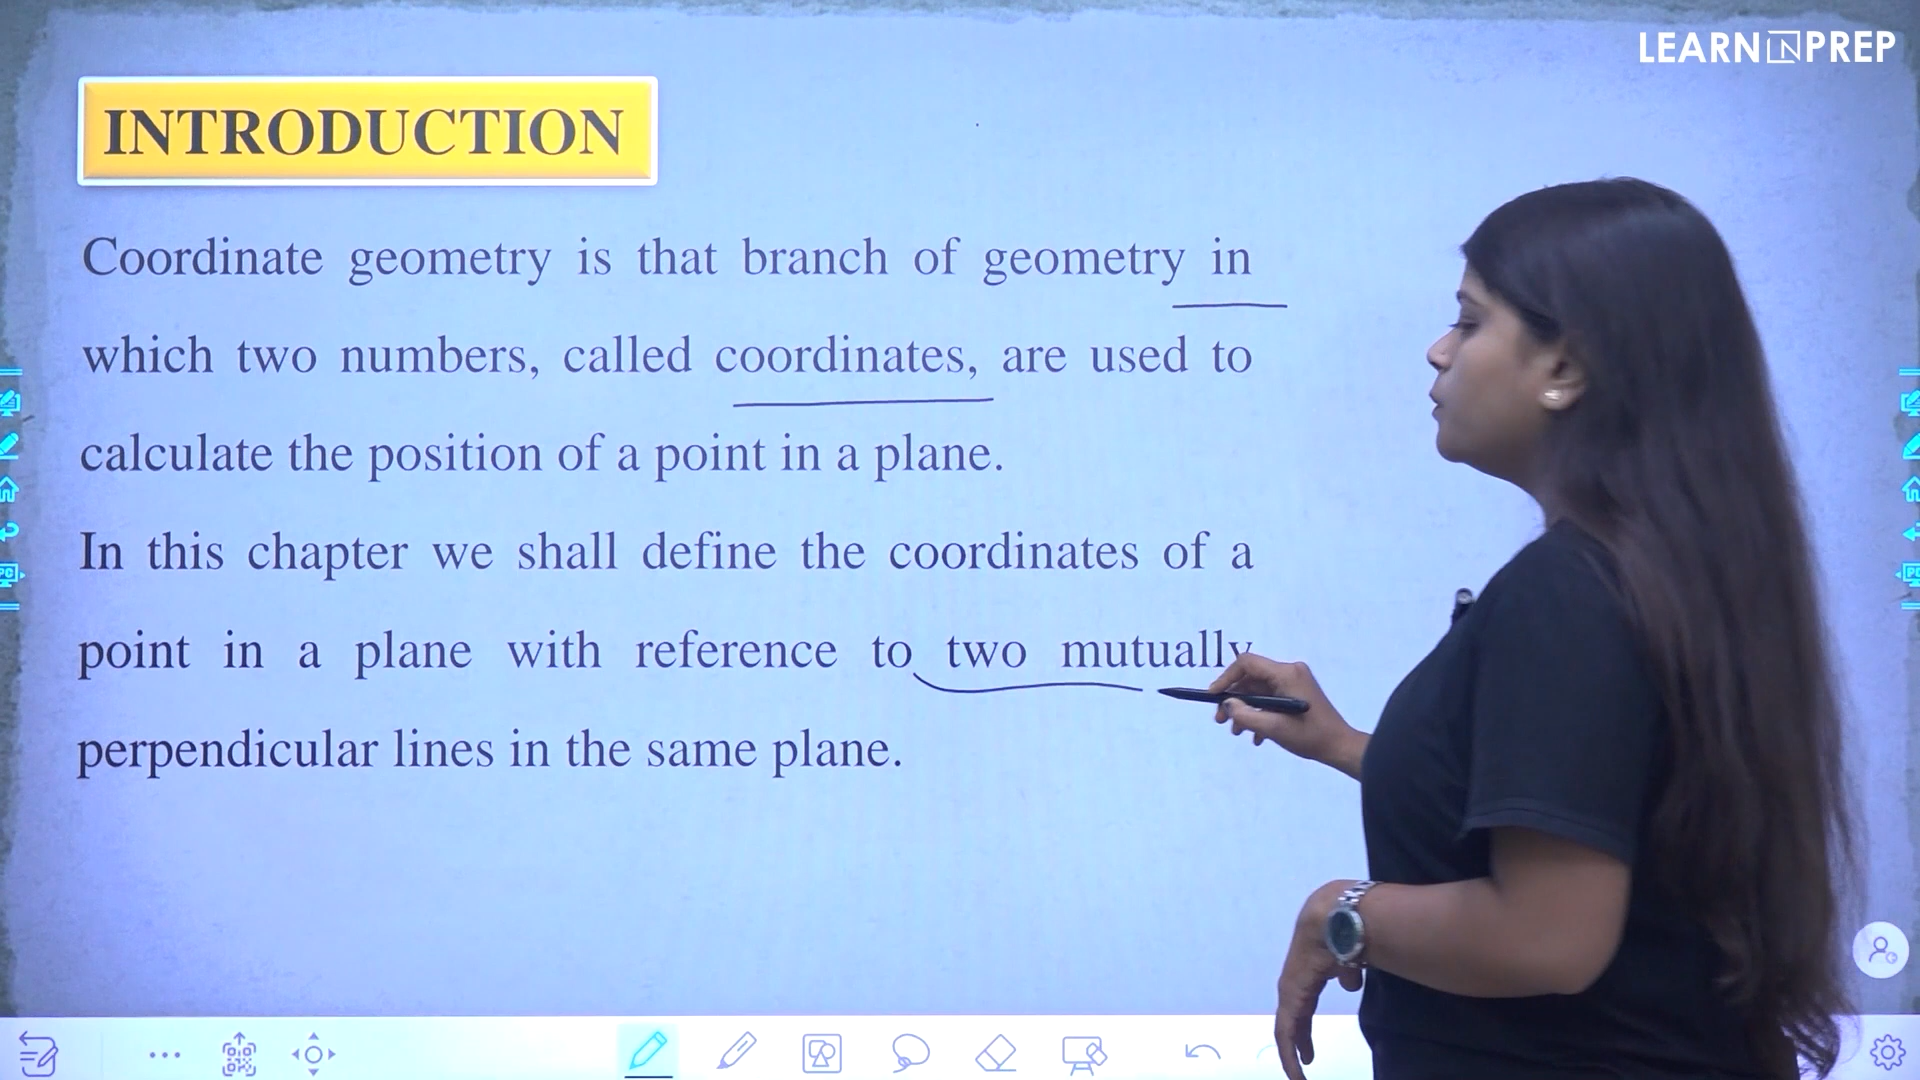 LEARN IN PREP
INTRODUCTION
Coordinate geometry is that branch of geometry in
which two numbers, called coordinates, are used to
calculate the position of a point in a plane.
In this chapter we shall define the coordinates of a
point in a plane with reference to two mutually
perpendicular lines in the same plane.